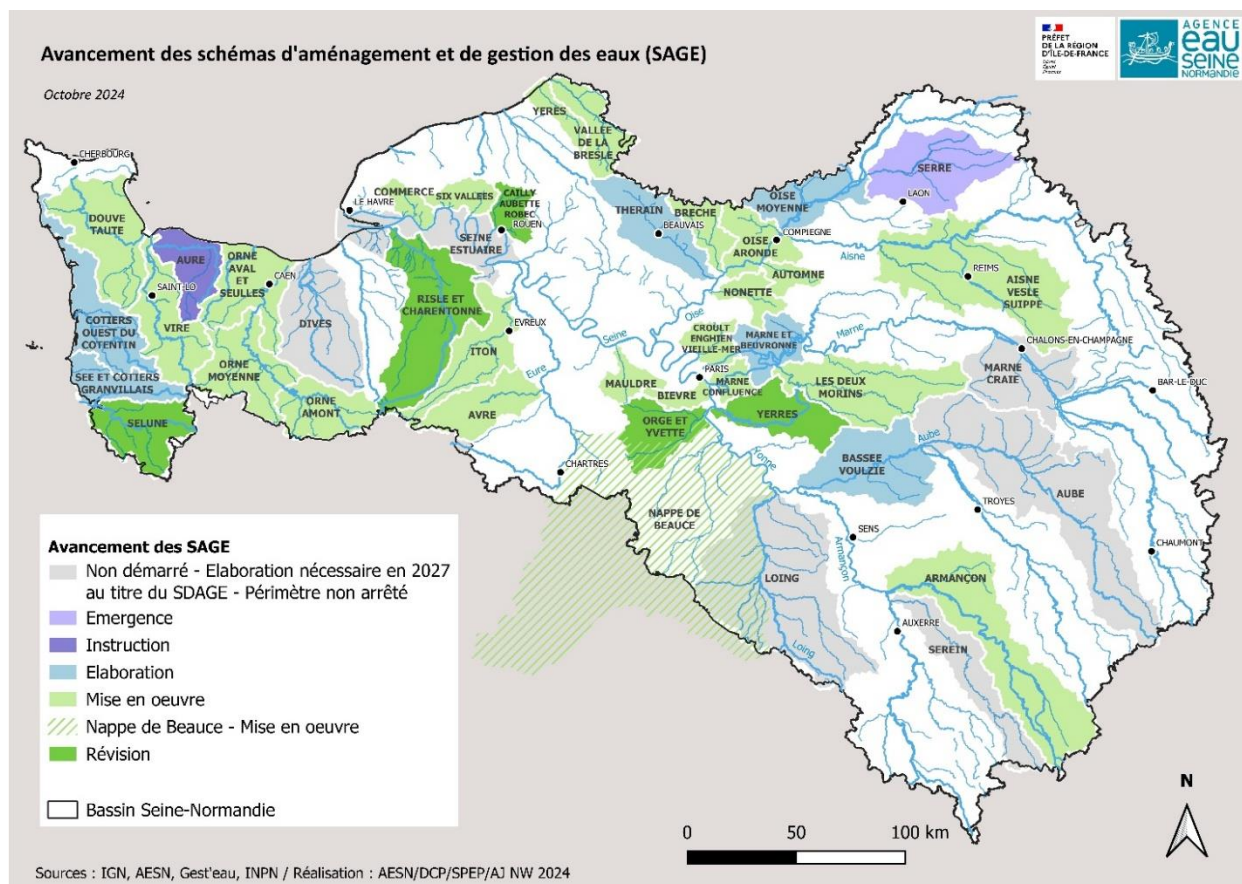 Avancement des schémas d'aménagement et de gestion des eaux (SAGE)
Octobre 2024
PRÉFET
DE LA RÉGION
D'ÎLE-DE-FRANCE
Liberté
Égalité
Fraternité
AGENCE
eau
SEINE
NORMANDIE
CHERBOURG
DOUVE
TAUTE
AURE
SAINT-LO
VIRE
COTIERS
OUEST DU
COTENTIN
SEE ET COTIERS
GRANVILLAIS
SELUNE
ORNE
AVAL
ET
SEULLES
CAEN
ORNE
MOYENNE
ORNE
AMONT
DIVES
LE HAVRE
COMMERCE
SIX VALLEES
CAILLY
AUBETTE
ROBEC
ROUEN
SEINE
ESTUAIRE
RISLE ET
CHARENTONNE
EVREUX
ITON
AVRE
Eure
YERES
VALLEE
DE LA
BRESLE
THERAIN
BEAUVAIS
BRECHE
OISE
MOYENNE
COMPIEGNE
OISE
ARONDE
AUTOMNE
NONETTE
Aisne
SERRE
LAON
REIMS
AISNE
VESLE
SUIPPE
Seine
Oise
CROULT
ENGHIEN
VIEILLE-MER
MARNE ET
BEUVRONNE
Marne
PARIS
MARNE
CONFLUENCE
MAULDRE
BIEVRE
ORGE ET
YVETTE
YERRES
LES DEUX
MORINS
CHALONS-EN-CHAMPAGNE
MARNE
CRAIE
BAR-LE-DUC
CHARTRES
NAPPE DE
BEAUCE
Yonne
BASSEE
VOULZIE
Aube
AUBE
TROYES
CHAUMONT
SENS
Armançon
LOING
Loing
AUXERRE
SEREIN
ARMANÇON
Avancement des SAGE
Non démarré - Elaboration nécessaire en 2027
au titre du SDAGE - Périmètre non arrêté
Emergence
Instruction
Elaboration
Mise en oeuvre
Nappe de Beauce - Mise en oeuvre
Révision
Bassin Seine-Normandie
0 50 100 km
N
Sources : IGN, AESN, Gest'eau, INPN / Réalisation : AESN/DCP/SPEP/AJ NW 2024